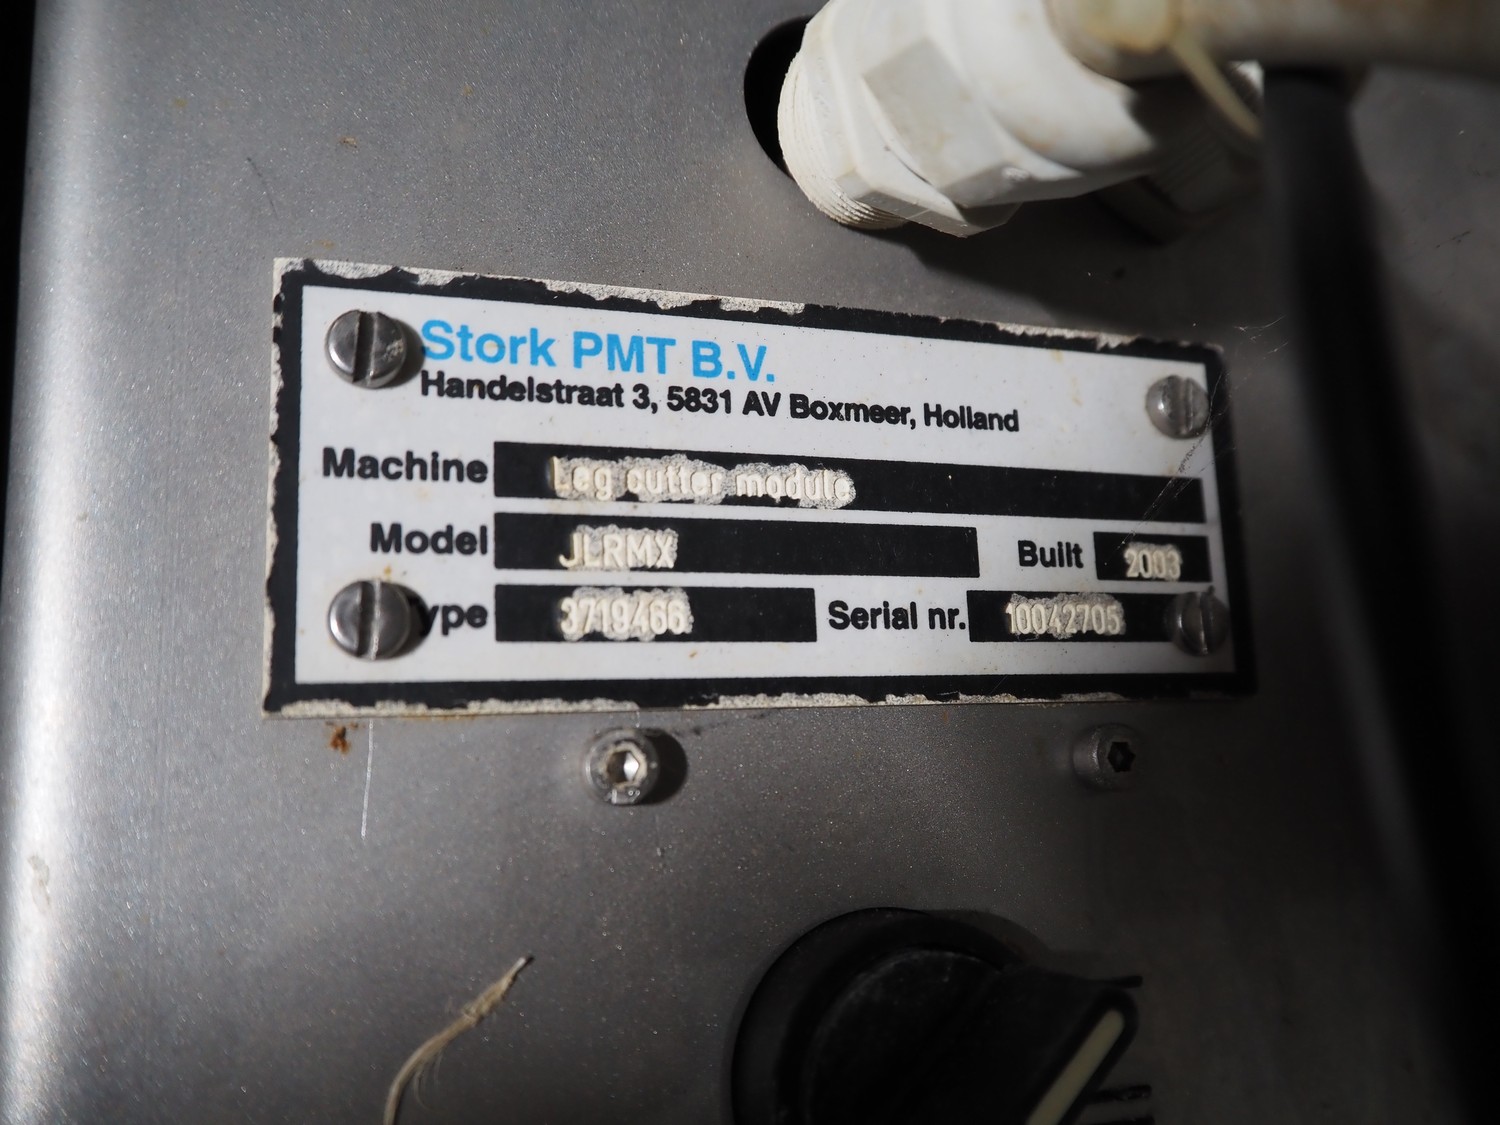 Stork PMT B.V.
Handelstraat 3, 5831 AV Boxmeer, Holland
Machine Leg cutter module
Model JLRMX Built 2003
ype 3719466 Serial nr. 10042705